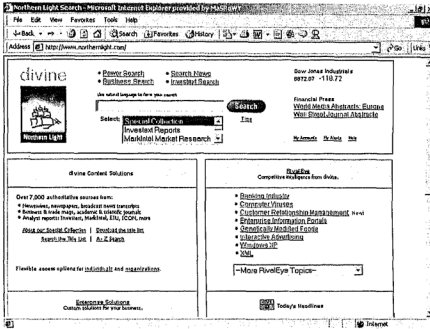 Northern Light Search - Microsoft Internet Explorer provided by MaSRaWY
File Edit View Favorites Tools Help
Back Search Favorites History
Address http://www.northernlight.com/ Go Links
divine
Northern Light
• Power Search • Search News
• Business Search • Investext Search
Use natural language to form your search
Search
Select: Special Collection
Investext Reports
MarkIntel Market Research
Tips
Dow Jones Industrials
8872.07 -118.72
Financial Press
World Media Abstracts: Europe
Wall Street Journal Abstracts
My Accounts My Alerts Help
divine Content Solutions
Over 7,000 authoritative sources from:
• Newswires, newspapers, broadcast news transcripts
• Business & trade mags, academic & scientific journals
• Analyst reports: Investext, MarkIntel, EIU, ICON, more
About our Special Collection | Download the title list
Search the Title List | A-Z Search
Flexible access options for individuals and organizations.
Enterprise Solutions
Custom solutions for your business.
RivalEye
Competitive intelligence from divine.
• Banking Industry
• Computer Viruses
• Customer Relationship Management New!
• Enterprise Information Portals
• Genetically Modified Foods
• Interactive Advertising
• Windows XP
• XML
--More RivalEye Topics--
Today's Headlines
Internet